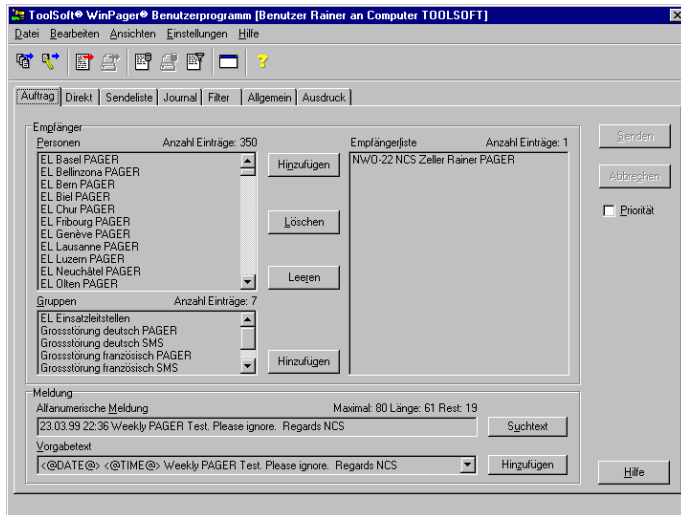 ToolSoft® WinPager® Benutzerprogramm [Benutzer Rainer an Computer TOOLSOFT]
Datei Bearbeiten Ansichten Einstellungen Hilfe
Auftrag Direkt Sendeliste Journal Filter Allgemein Ausdruck
Empfänger
Personen Anzahl Einträge: 350
EL Basel PAGER
EL Bellinzona PAGER
EL Bern PAGER
EL Biel PAGER
EL Chur PAGER
EL Fribourg PAGER
EL Genève PAGER
EL Lausanne PAGER
EL Luzern PAGER
EL Neuchâtel PAGER
EL Olten PAGER
Hinzufügen
Löschen
Leeren
Empfängerliste Anzahl Einträge: 1
NWO-22 NCS Zeller Rainer PAGER
Senden
Abbrechen
Priorität
Gruppen Anzahl Einträge: 7
EL Einsatzleitstellen
Grossstörung deutsch PAGER
Grossstörung deutsch SMS
Grossstörung französisch PAGER
Grossstörung französisch SMS
Hinzufügen
Meldung
Alfanumerische Meldung Maximal: 80 Länge: 61 Rest: 19
23.03.99 22:36 Weekly PAGER Test. Please ignore. Regards NCS
Suchtext
Vorgabetext
<@DATE@> <@TIME@> Weekly PAGER Test. Please ignore. Regards NCS
Hinzufügen
Hilfe